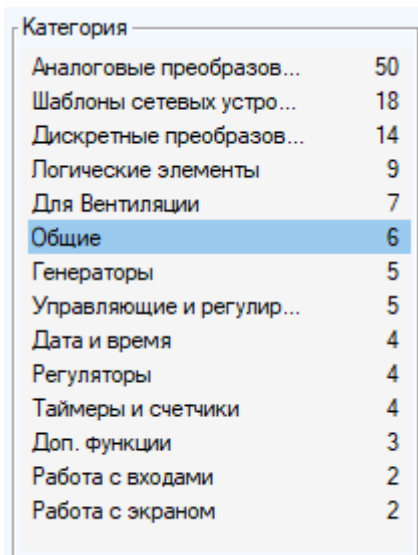 Категория
Аналоговые преобразов... 50
Шаблоны сетевых устро... 18
Дискретные преобразов... 14
Логические элементы 9
Для Вентиляции 7
Общие 6
Генераторы 5
Управляющие и регулир... 5
Дата и время 4
Регуляторы 4
Таймеры и счетчики 4
Доп. функции 3
Работа с входами 2
Работа с экраном 2